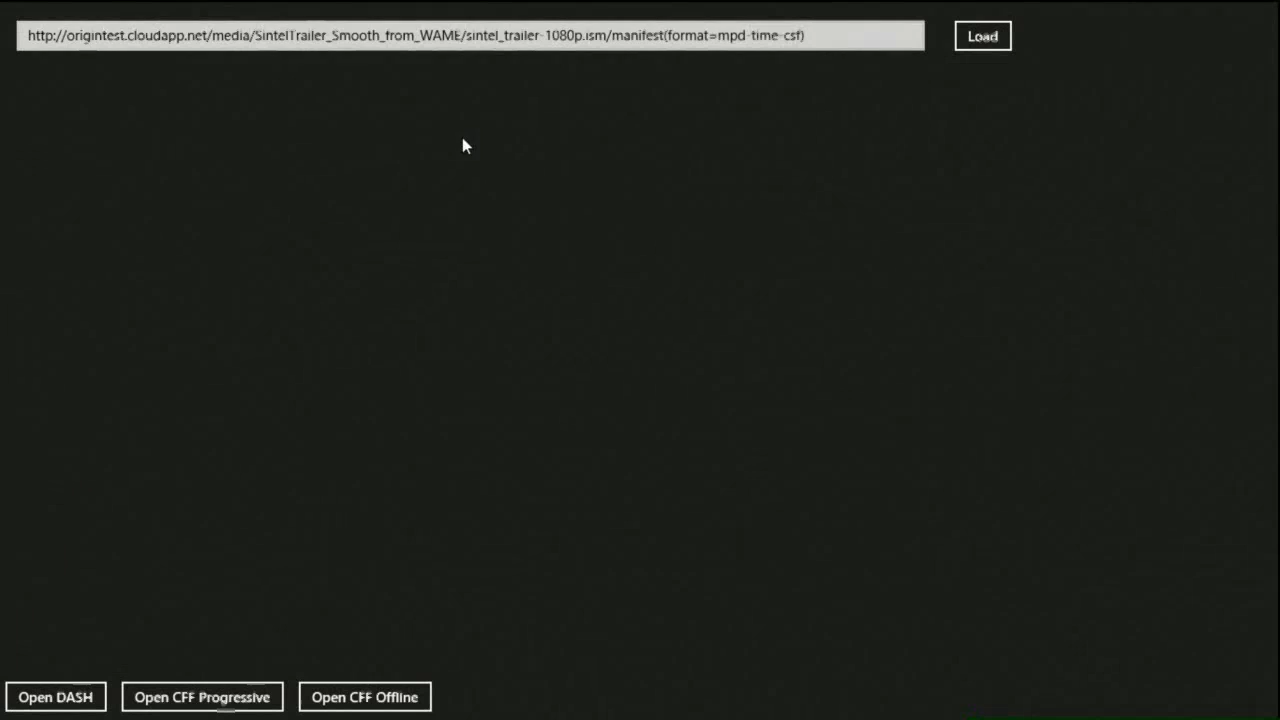 http://origintest.cloudapp.net/media/SintelTrailer_Smooth_from_WAME/sintel_trailer-1080p.ism/manifest(format=mpd-time-csf)
Load
Open DASH
Open CFF Progressive
Open CFF Offline